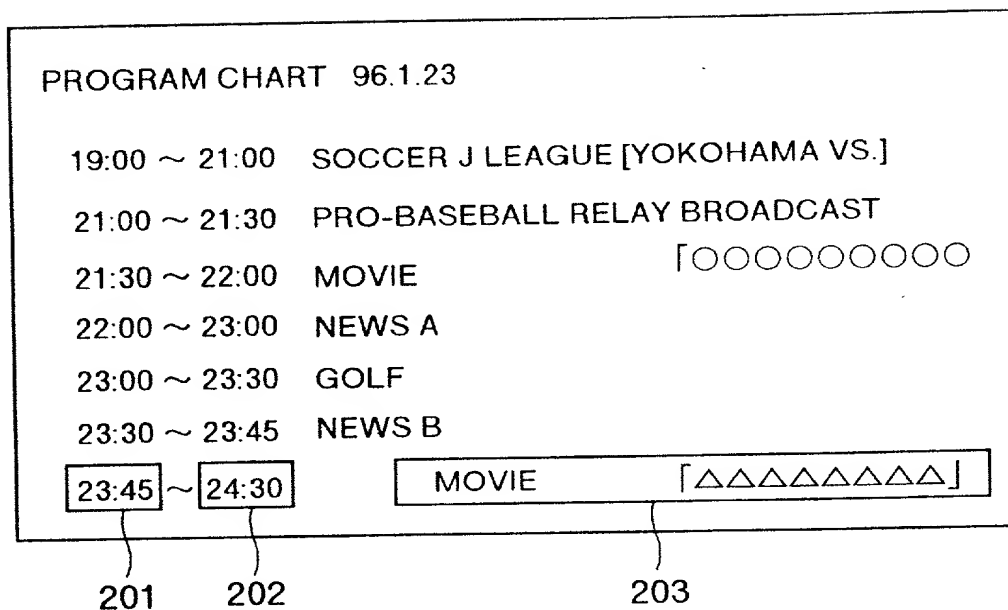 PROGRAM CHART 96.1.23
19:00 ~ 21:00 SOCCER J LEAGUE [YOKOHAMA VS.]
21:00 ~ 21:30 PRO-BASEBALL RELAY BROADCAST
21:30 ~ 22:00 MOVIE 「○○○○○○○○○
22:00 ~ 23:00 NEWS A
23:00 ~ 23:30 GOLF
23:30 ~ 23:45 NEWS B
23:45 ~ 24:30 MOVIE 「△△△△△△△△」
201 202 203